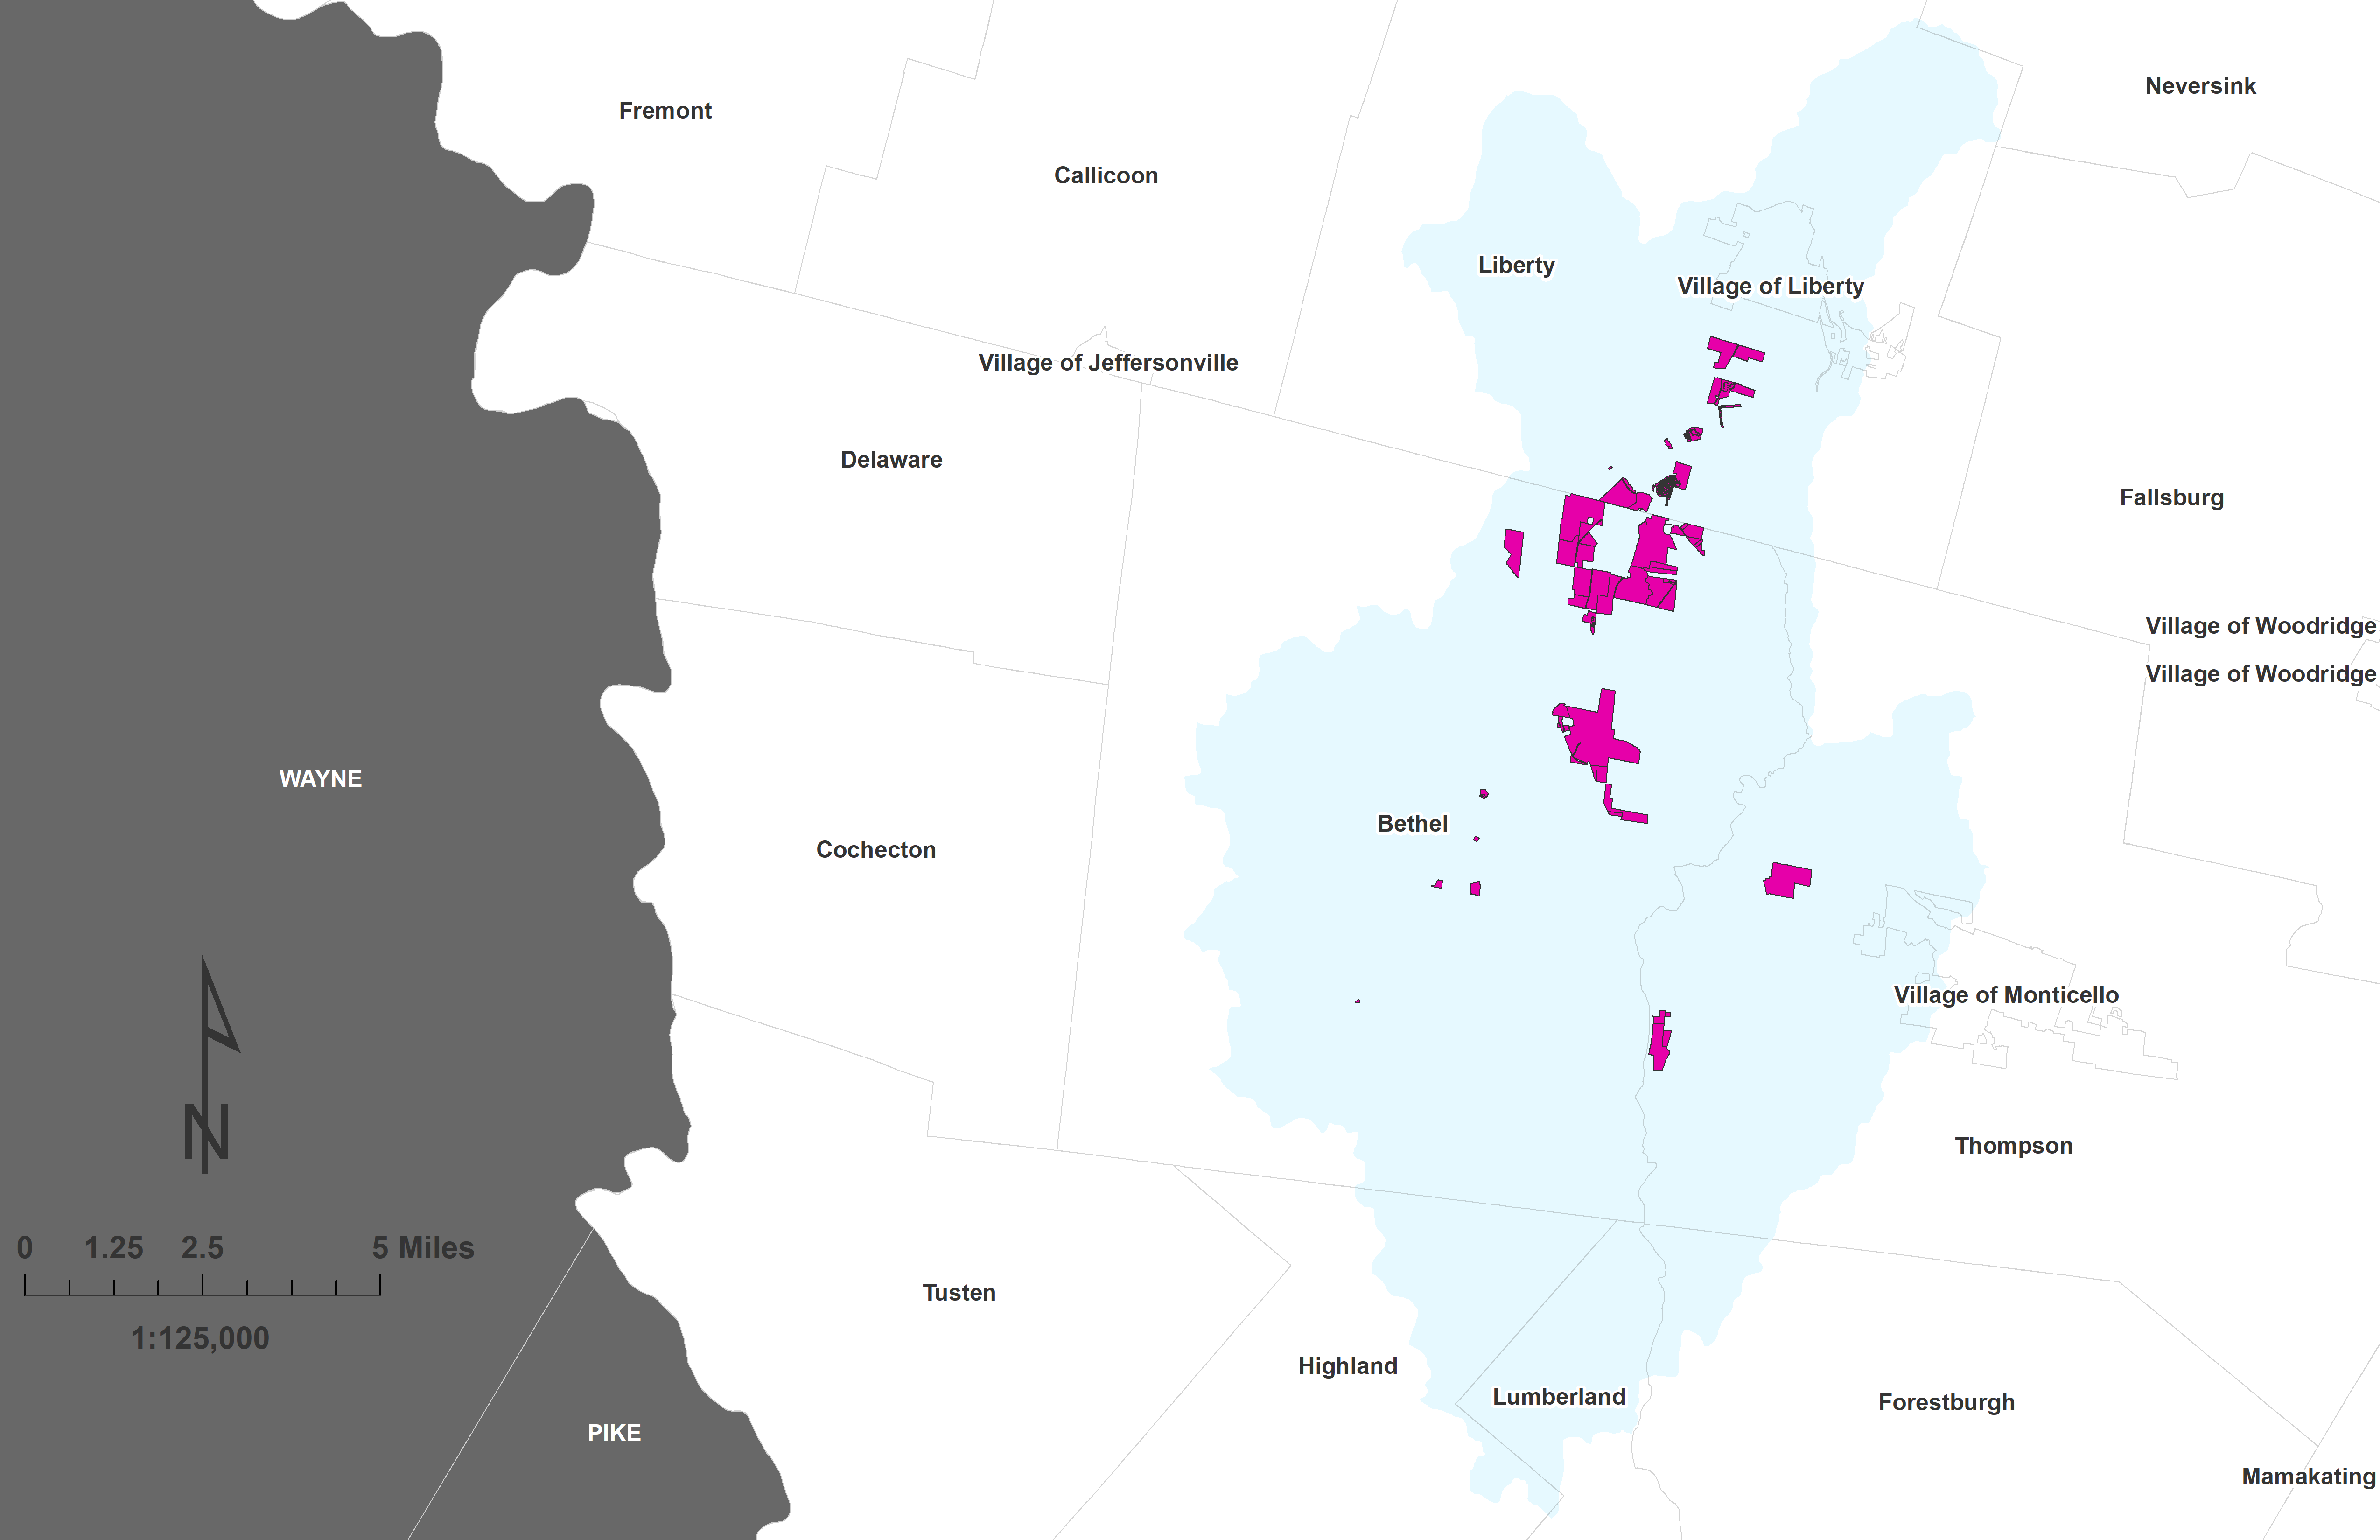 Neversink
Fremont
Callicoon
Liberty
Village of Liberty
Village of Jeffersonville
Delaware
Fallsburg
Village of Woodridge
Village of Woodridge
WAYNE
Bethel
Cochecton
Village of Monticello
N
Thompson
0 1.25 2.5 5 Miles
1:125,000
Tusten
Highland
Lumberland
Forestburgh
PIKE
Mamakating